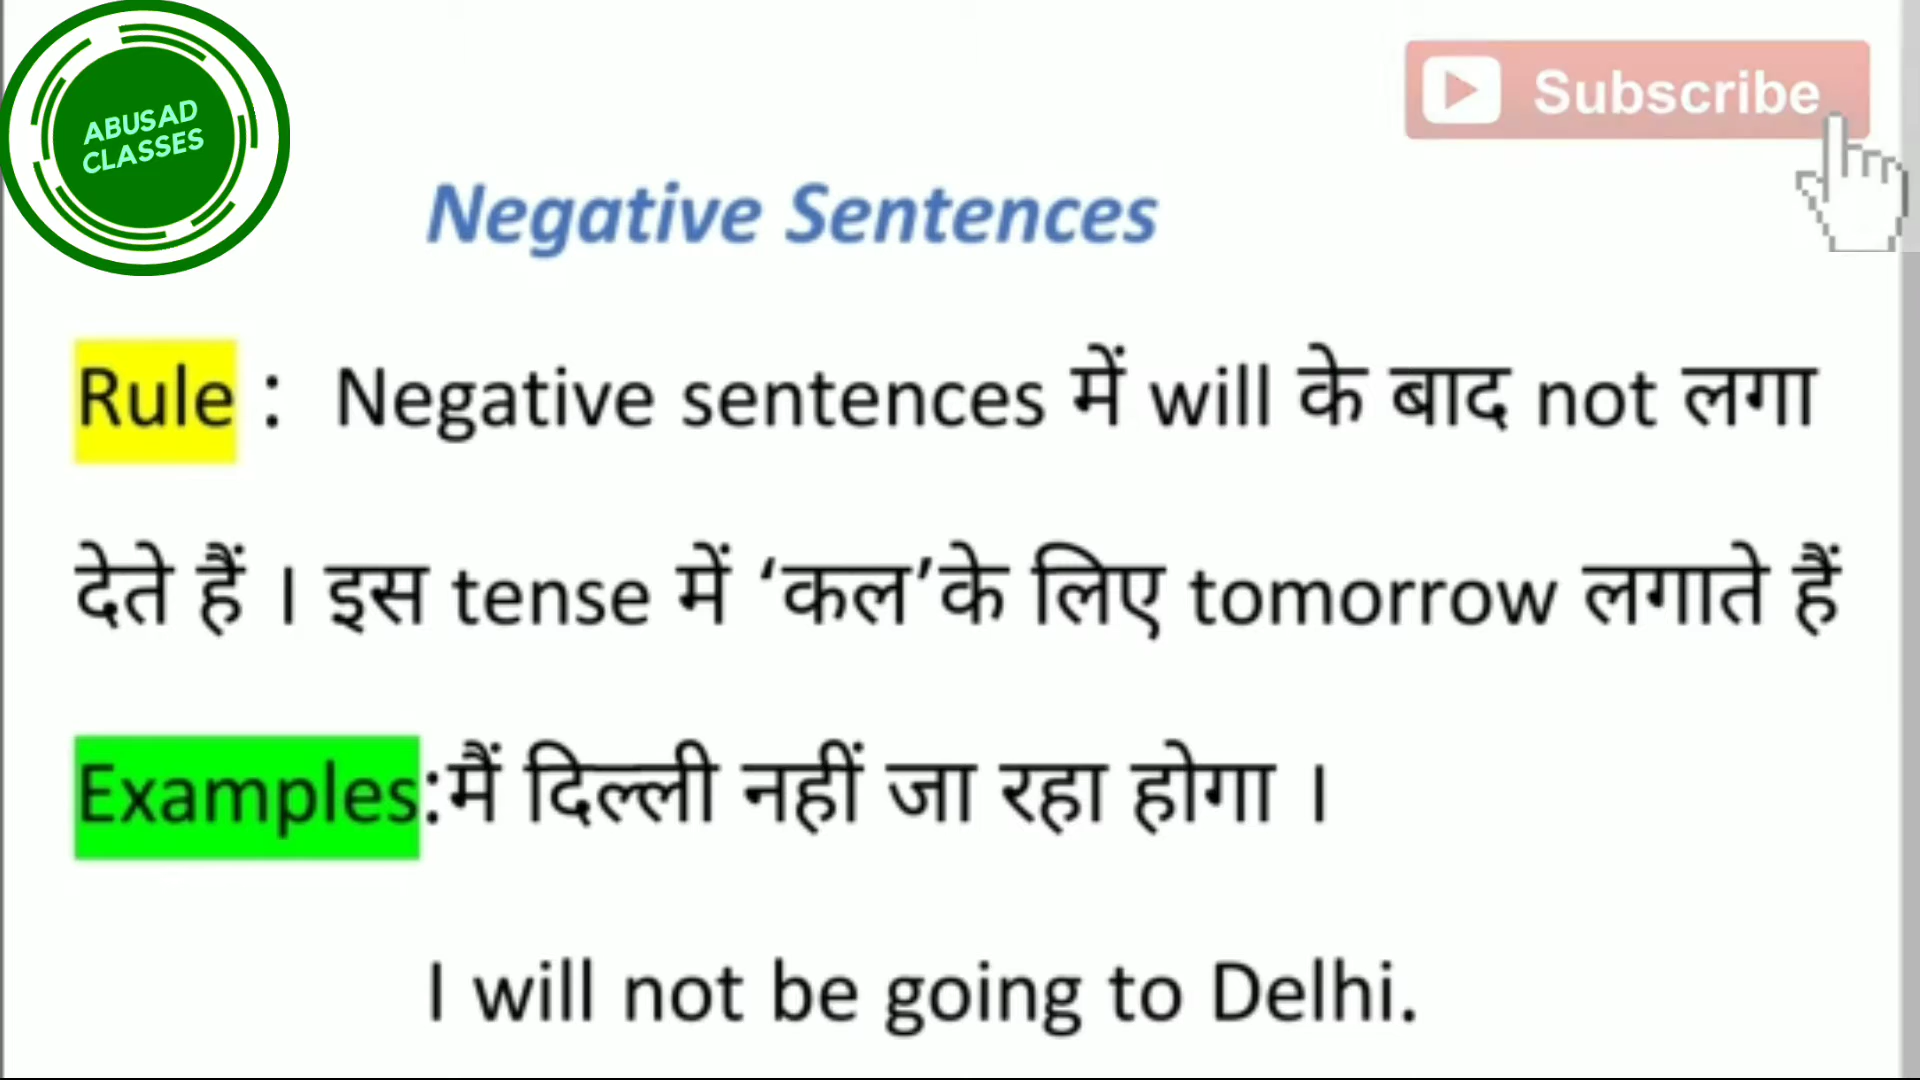 ABUSAD
CLASSES
Subscribe
Negative Sentences
Rule : Negative sentences में will के बाद not लगा
देते हैं । इस tense में ‘कल’के लिए tomorrow लगाते हैं
Examples:मैं दिल्ली नहीं जा रहा होगा ।
I will not be going to Delhi.